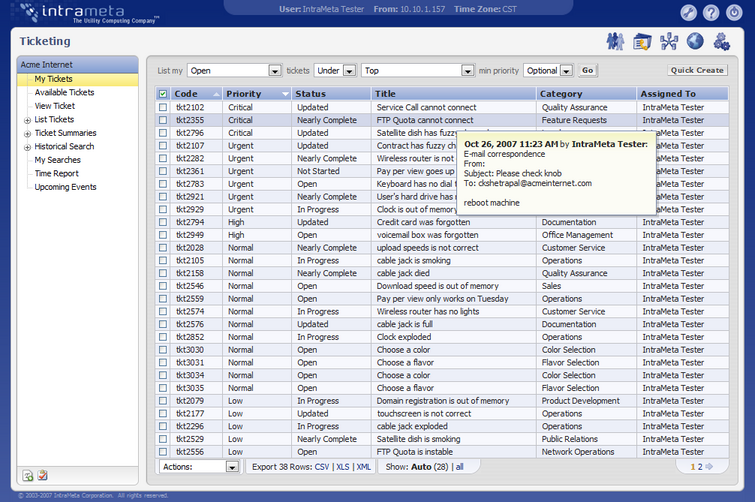 intrameta
The Utility Computing Company™
User: IntraMeta Tester From: 10.10.1.157 Time Zone: CST
Ticketing
Acme Internet
My Tickets
Available Tickets
View Ticket
List Tickets
Ticket Summaries
Historical Search
My Searches
Time Report
Upcoming Events
List my Open tickets Under Top min priority Optional Go Quick Create
Code Priority Status Title Category Assigned To
tkt2102 Critical Updated Service Call cannot connect Quality Assurance IntraMeta Tester
tkt2355 Critical Nearly Complete FTP Quota cannot connect Feature Requests IntraMeta Tester
tkt2796 Critical Updated Satellite dish has fuzzy
tkt2107 Urgent Updated Contract has fuzzy
tkt2282 Urgent Nearly Complete Wireless router is not
tkt2361 Urgent Not Started Pay per view goes up
tkt2783 Urgent Open Keyboard has no dial
tkt2921 Urgent Nearly Complete User's hard drive has
tkt2929 Urgent In Progress Clock is out of memory
Oct 26, 2007 11:23 AM by IntraMeta Tester:
E-mail correspondence
From:
Subject: Please check knob
To: ckshetrapal@acmeinternet.com
reboot machine
tkt2794 High Updated Credit card was forgotten Documentation IntraMeta Tester
tkt2949 High Open voicemail box was forgotten Office Management IntraMeta Tester
tkt2028 Normal Nearly Complete upload speeds is not correct Customer Service IntraMeta Tester
tkt2105 Normal In Progress cable jack is smoking Operations IntraMeta Tester
tkt2158 Normal Nearly Complete cable jack died Quality Assurance IntraMeta Tester
tkt2546 Normal Open Download speed is out of memory Sales IntraMeta Tester
tkt2559 Normal Open Pay per view only works on Tuesday Operations IntraMeta Tester
tkt2574 Normal In Progress Wireless router has no lights Customer Service IntraMeta Tester
tkt2576 Normal Updated cable jack is full Documentation IntraMeta Tester
tkt2852 Normal In Progress Clock exploded Operations IntraMeta Tester
tkt3030 Normal Open Choose a color Color Selection IntraMeta Tester
tkt3031 Normal Open Choose a flavor Flavor Selection IntraMeta Tester
tkt3034 Normal Open Choose a color Color Selection IntraMeta Tester
tkt3035 Normal Open Choose a flavor Flavor Selection IntraMeta Tester
tkt2079 Low In Progress Domain registration is out of memory Product Development IntraMeta Tester
tkt2177 Low Updated touchscreen is not correct Operations IntraMeta Tester
tkt2296 Low In Progress cable jack exploded Operations IntraMeta Tester
tkt2529 Low Nearly Complete Satellite dish is smoking Public Relations IntraMeta Tester
tkt2556 Low Open FTP Quota is instable Network Operations IntraMeta Tester
Actions: Export 38 Rows: CSV | XLS | XML Show: Auto (28) | all 1 2
© 2003-2007 IntraMeta Corporation. All rights reserved.